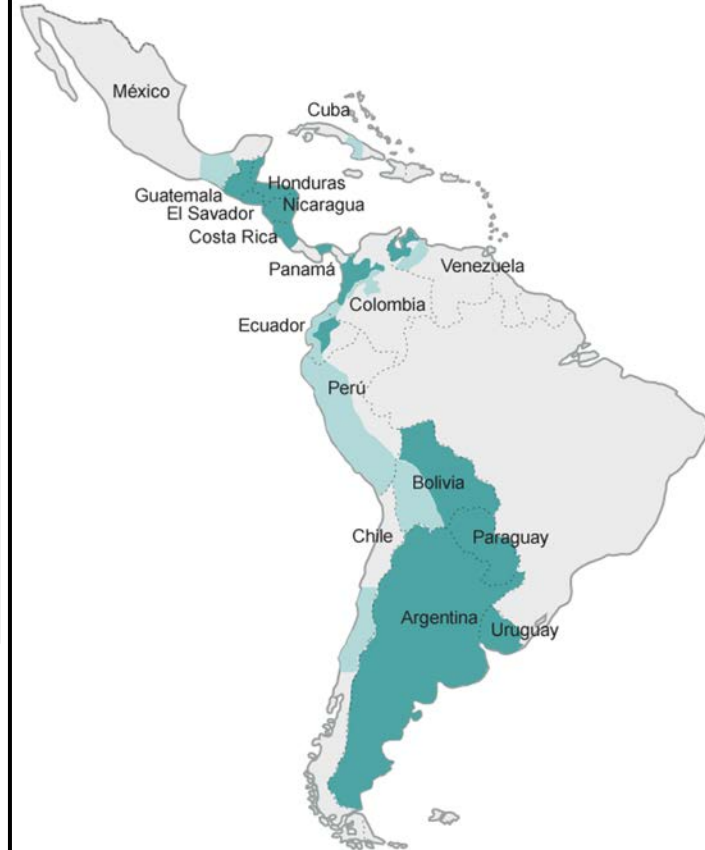 México
Cuba
Honduras
Guatemala
Nicaragua
El Savador
Costa Rica
Panamá
Venezuela
Colombia
Ecuador
Perú
Bolivia
Chile
Paraguay
Argentina
Uruguay